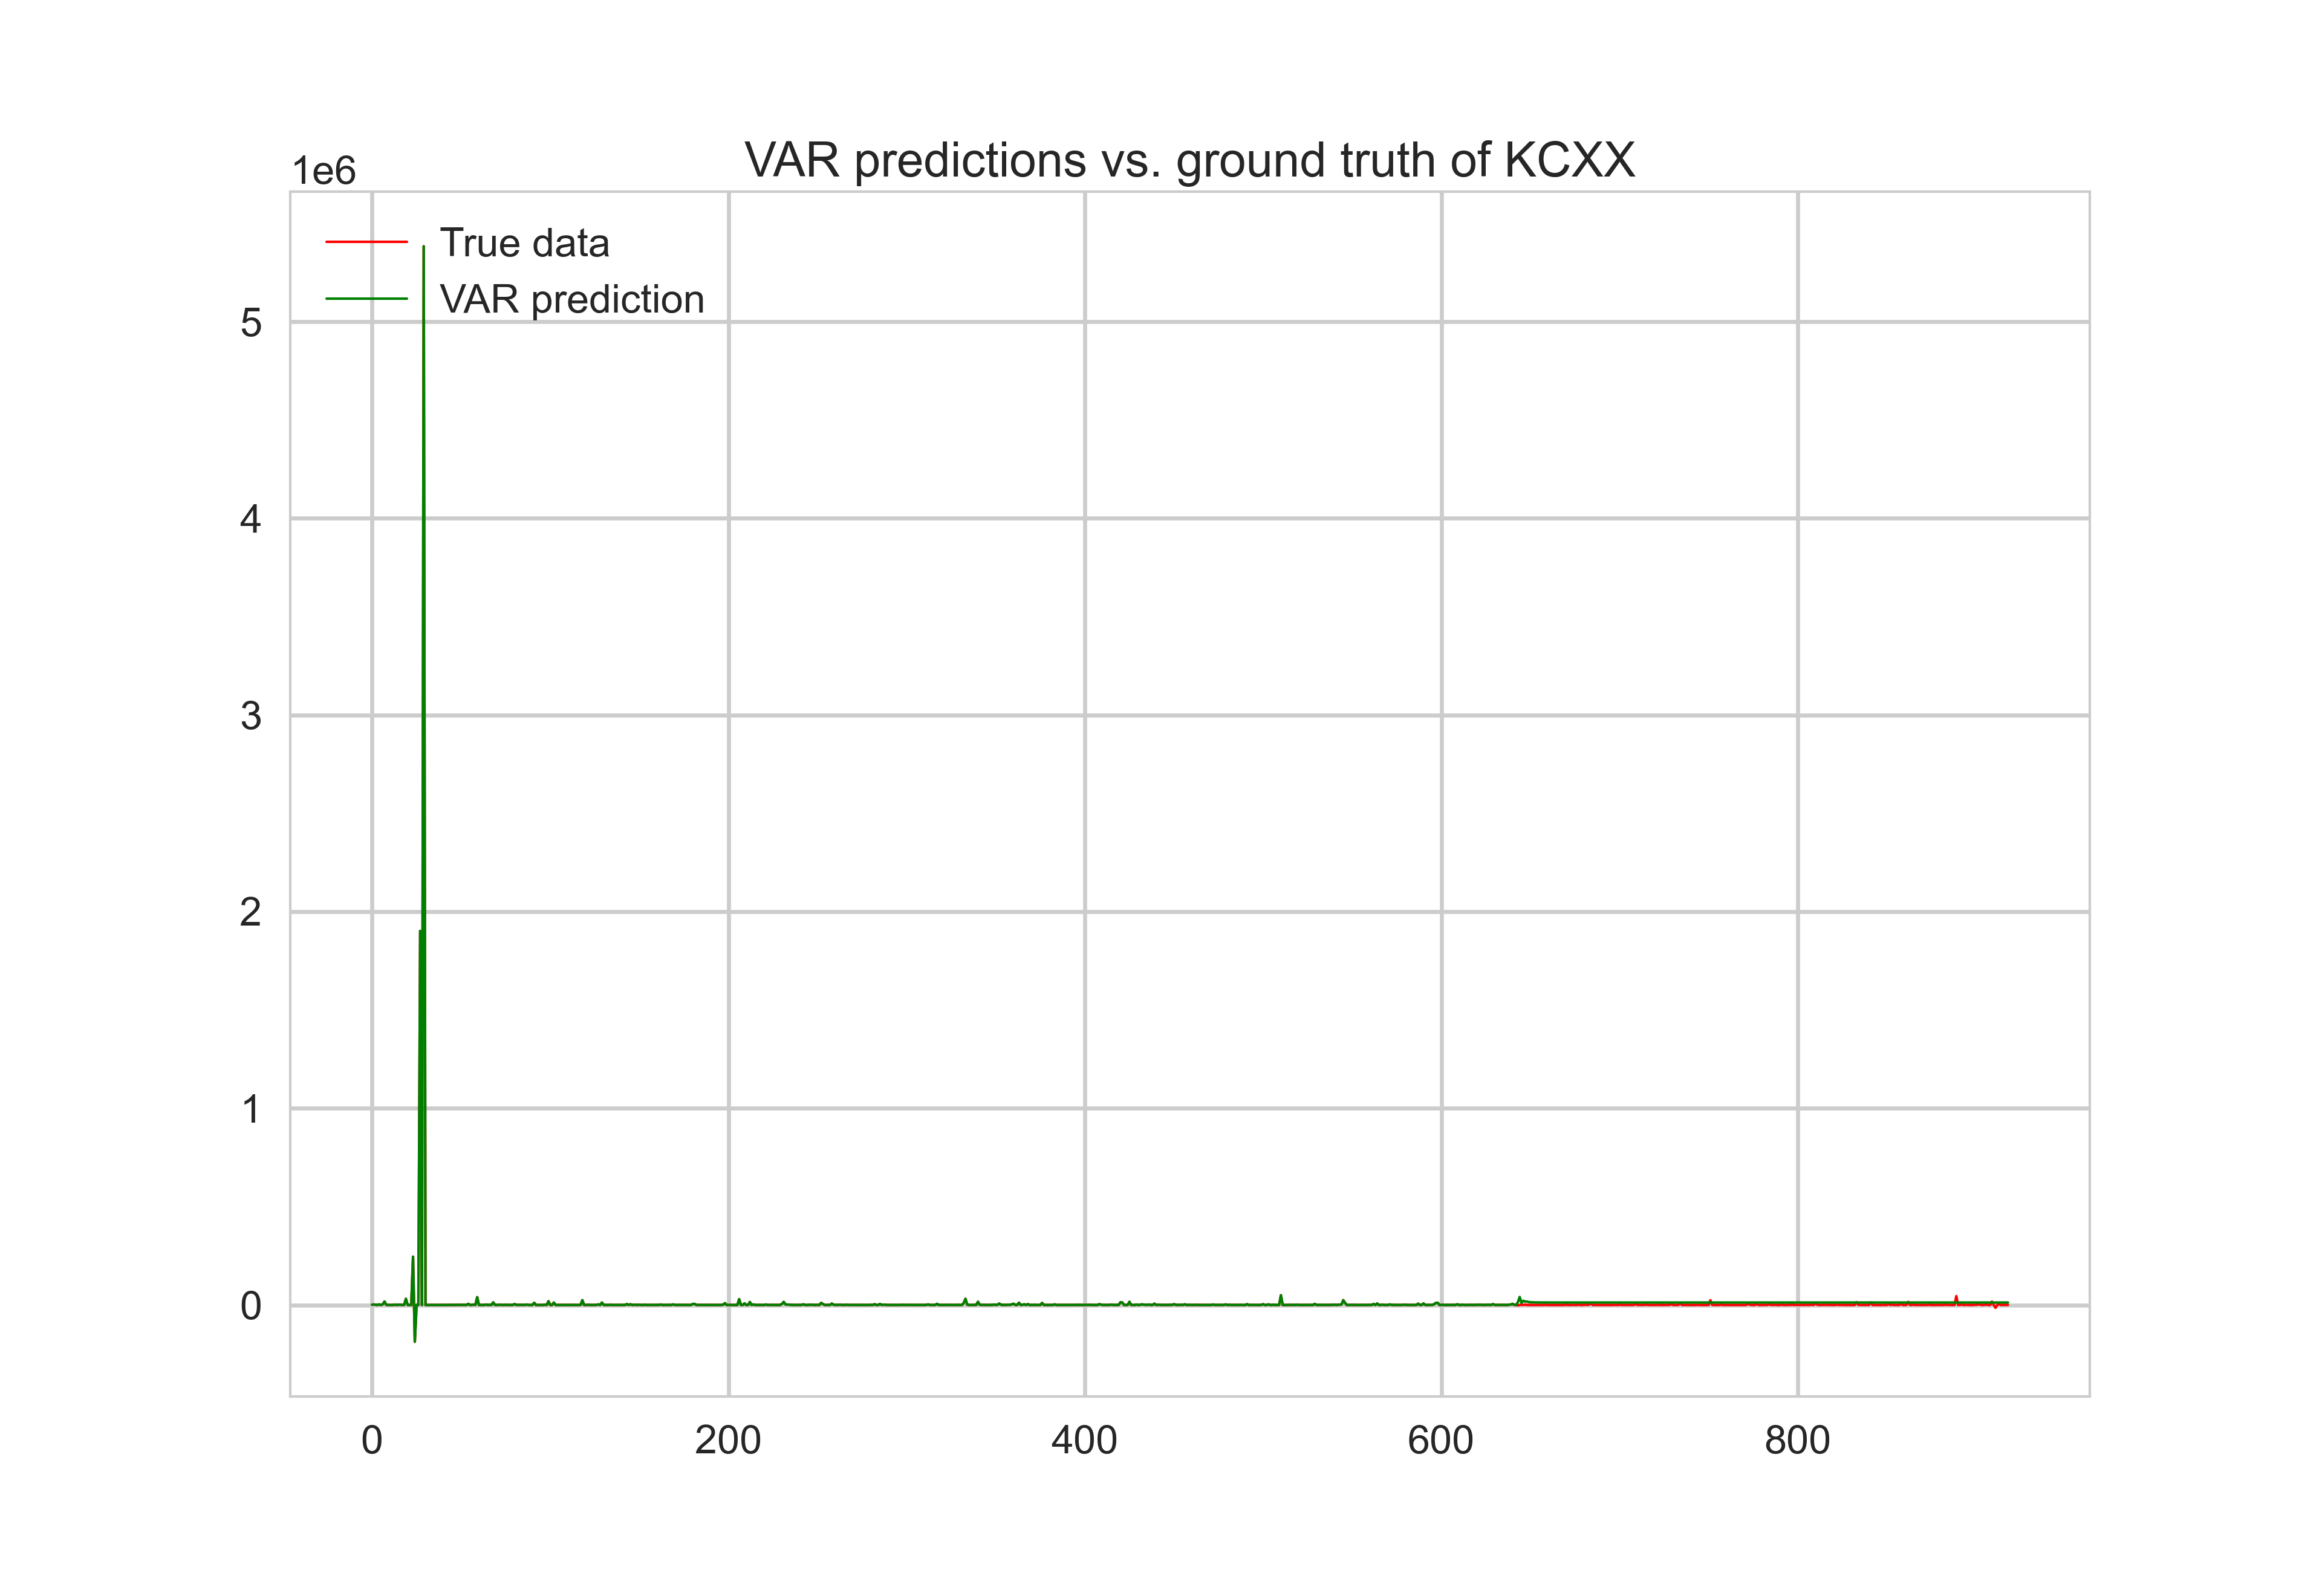 VAR predictions vs. ground truth of KCXX
1e6
True data
VAR prediction
5
4
3
2
1
0
0 200 400 600 800